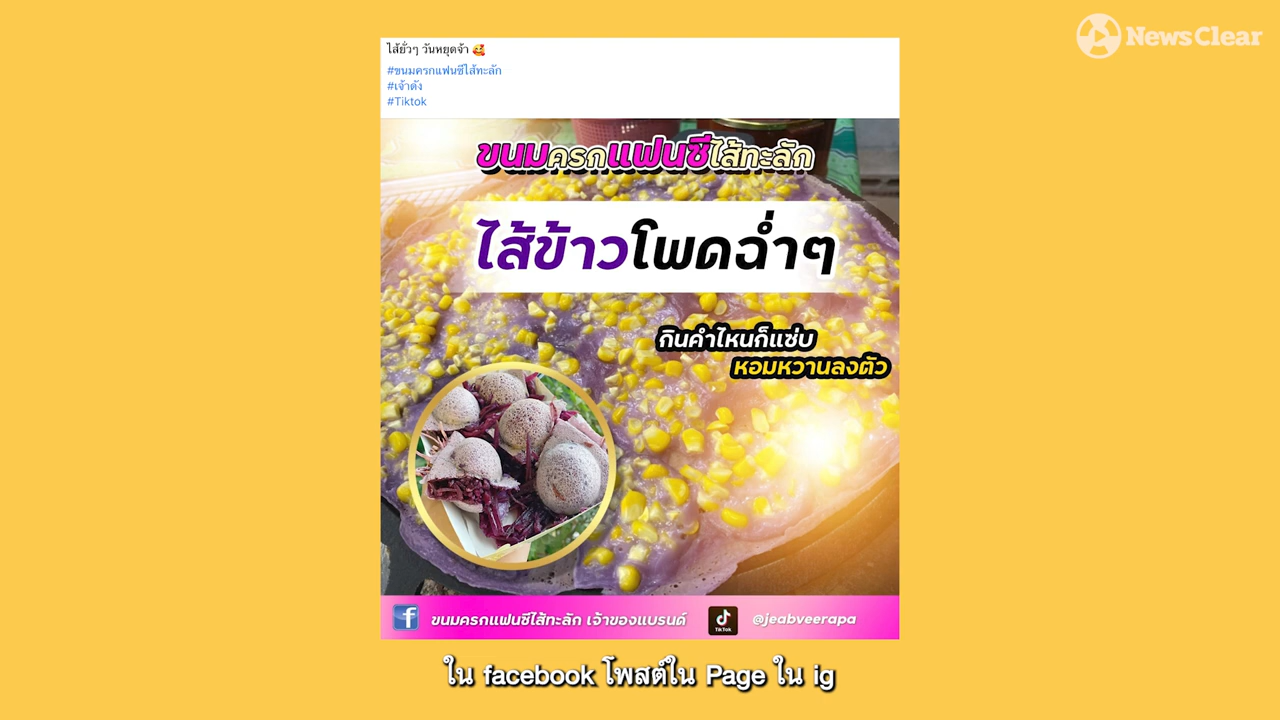 News Clear
ไส้ยั่วๆ วันหยุดจ้า 🥰
#ขนมครกแฟนซีไส้ทะลัก
#เจ้าดัง
#Tiktok
ขนมครกแฟนซีไส้ทะลัก
ไส้ข้าวโพดฉ่ำๆ
กินคำไหนก็แซ่บ
หอมหวานลงตัว
ขนมครกแฟนซีไส้ทะลัก เจ้าของแบรนด์
TikTok
@jeabveerapa
ใน facebook โพสต์ใน Page ใน ig